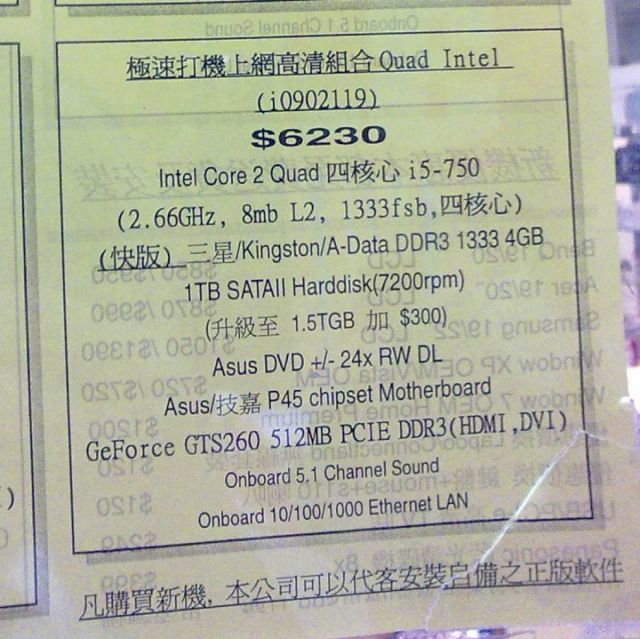 極速打機上網高清組合Quad Intel
(i0902119)
$6230
Intel Core 2 Quad 四核心 i5-750
(2.66GHz, 8mb L2, 1333fsb,四核心)
(快版) 三星/Kingston/A-Data DDR3 1333 4GB
1TB SATAII Harddisk(7200rpm)
(升級至 1.5TGB 加 $300)
Asus DVD +/- 24x RW DL
Asus/技嘉 P45 chipset Motherboard
GeForce GTS260 512MB PCIE DDR3(HDMI,DVI)
Onboard 5.1 Channel Sound
Onboard 10/100/1000 Ethernet LAN
凡購買新機, 本公司可以代客安裝自備之正版軟件